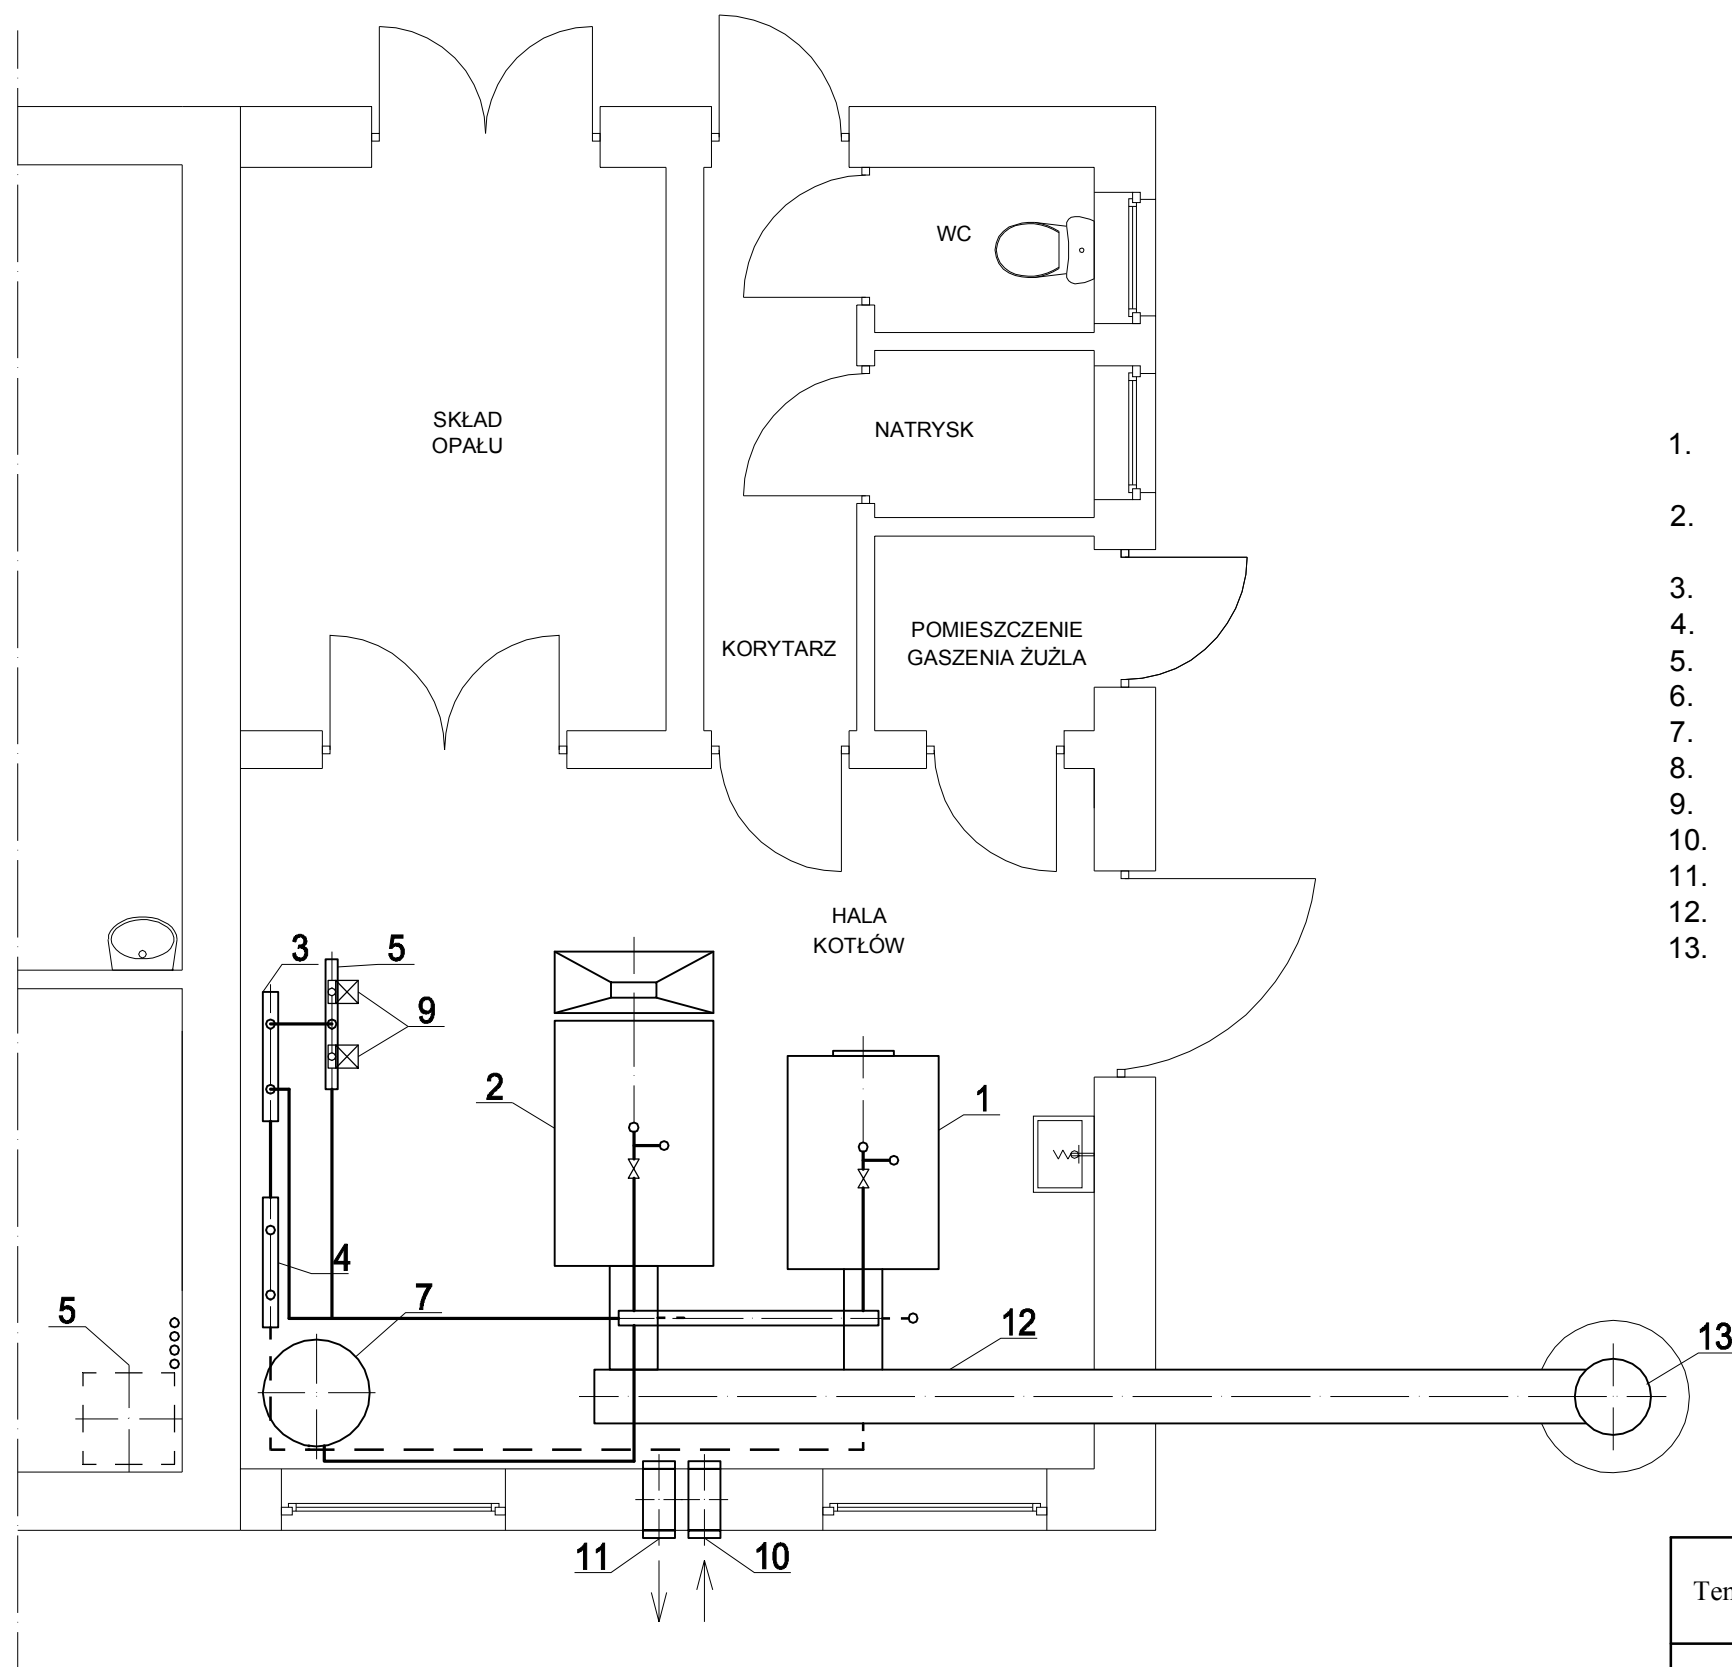 WC
SKŁAD
OPAŁU
NATRYSK
KORYTARZ
POMIESZCZENIE
GASZENIA ŻUŻLA
HALA
KOTŁÓW
3
5
9
2
1
4
7
5
12
13
11
10
1.
2.
3.
4.
5.
6.
7.
8.
9.
10.
11.
12.
13.